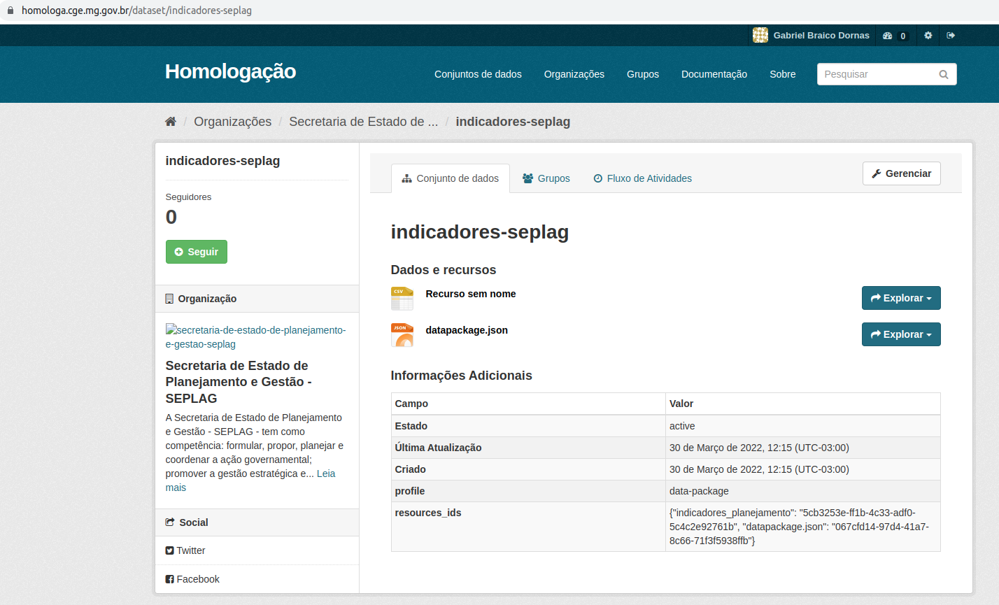 homologa.cge.mg.gov.br/dataset/indicadores-seplag
Gabriel Braico Dornas
0
Homologação
Conjuntos de dados
Organizações
Grupos
Documentação
Sobre
Pesquisar
/ Organizações / Secretaria de Estado de ... / indicadores-seplag
indicadores-seplag
Seguidores
0
Seguir
Organização
secretaria-de-estado-de-planejamento-
e-gestao-seplag
Secretaria de Estado de
Planejamento e Gestão -
SEPLAG
A Secretaria de Estado de Planejamento
e Gestão - SEPLAG - tem como
competência: formular, propor, planejar e
coordenar a ação governamental;
promover a gestão estratégica e... Leia
mais
Social
Twitter
Facebook
Conjunto de dados
Grupos
Fluxo de Atividades
Gerenciar
indicadores-seplag
Dados e recursos
CSV
Recurso sem nome
Explorar
JSON
datapackage.json
Explorar
Informações Adicionais
Campo Valor
Estado active
Última Atualização 30 de Março de 2022, 12:15 (UTC-03:00)
Criado 30 de Março de 2022, 12:15 (UTC-03:00)
profile data-package
resources_ids {"indicadores_planejamento": "5cb3253e-ff1b-4c33-adf0-
5c4c2e92761b", "datapackage.json": "067cfd14-97d4-41a7-
8c66-71f3f5938ffb"}